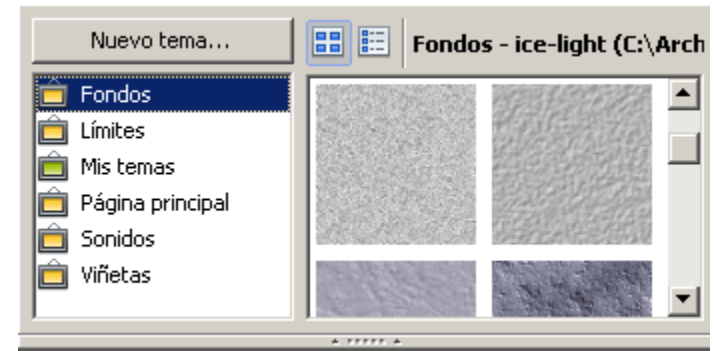 Nuevo tema...
Fondos - ice-light (C:\Arch
Fondos
Límites
Mis temas
Página principal
Sonidos
Viñetas